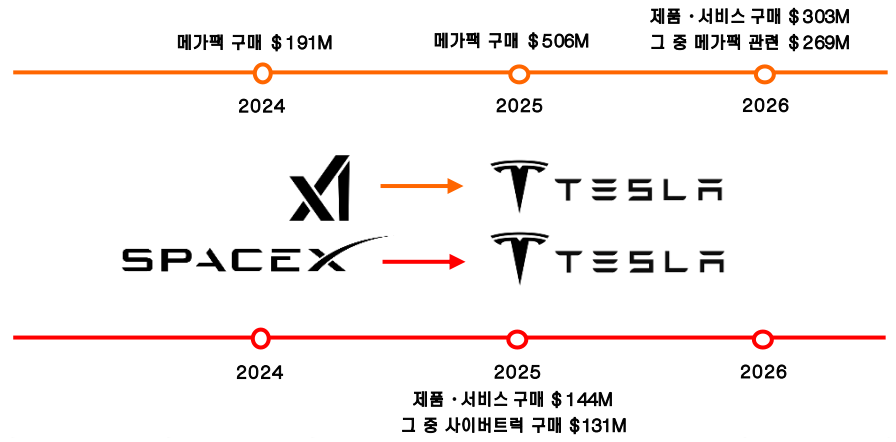 메가팩 구매 $191M
메가팩 구매 $506M
제품·서비스 구매 $303M
그 중 메가팩 관련 $269M
2024
2025
2026
xAI
TESLA
SPACEX
TESLA
2024
2025
2026
제품·서비스 구매 $144M
그 중 사이버트럭 구매 $131M